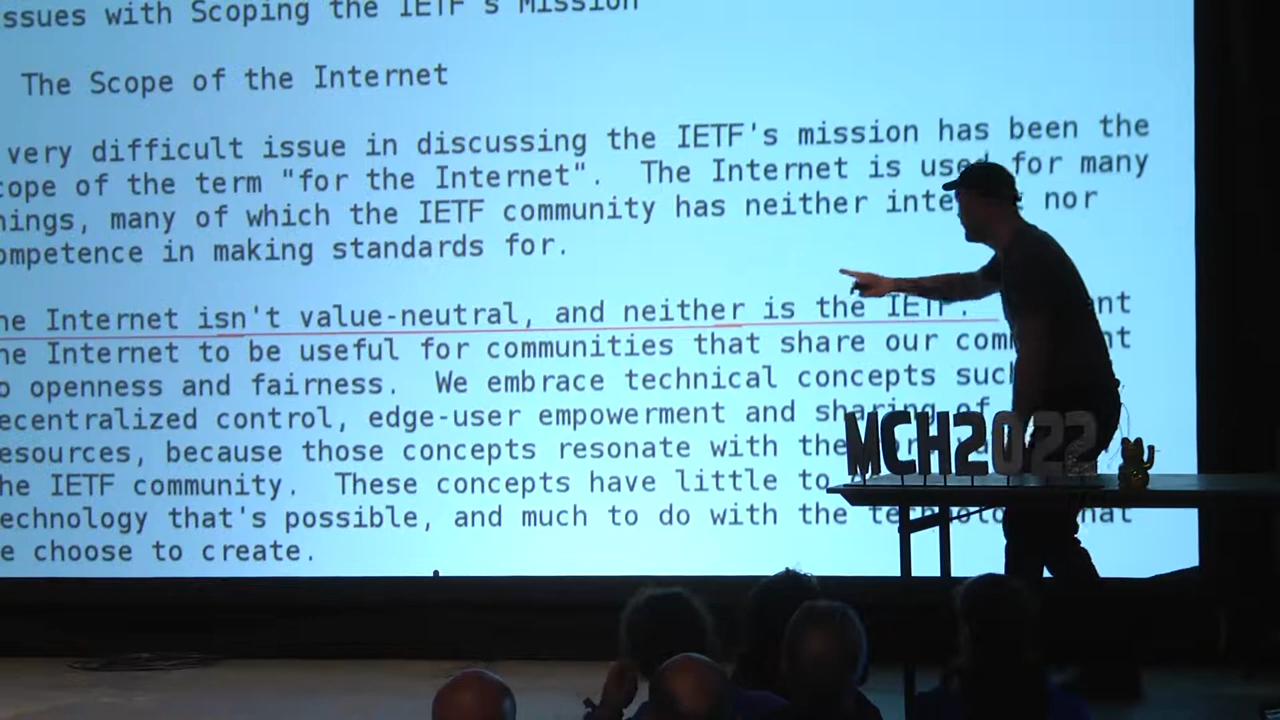 ssues with Scoping the IETF's Mission
The Scope of the Internet
very difficult issue in discussing the IETF's mission has been the
cope of the term "for the Internet". The Internet is used for many
hings, many of which the IETF community has neither nor
ompetence in making standards for.
he Internet isn't value-neutral, and neither is the IETF.
he Internet to be useful for communities that share our
o openness and fairness. We embrace technical concepts such
ecentralized control, edge-user empowerment and sharing of
esources, because those concepts resonate with the
he IETF community. These concepts have little to
echnology that's possible, and much to do with the
e choose to create.
MCH2022